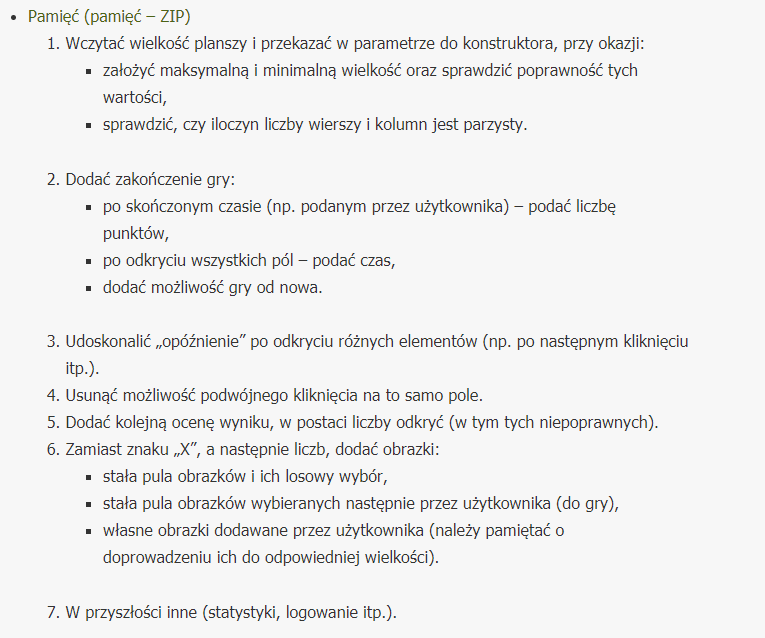 • Pamięć (pamięć – ZIP)
1. Wczytać wielkość planszy i przekazać w parametrze do konstruktora, przy okazji:
▪ założyć maksymalną i minimalną wielkość oraz sprawdzić poprawność tych
wartości,
▪ sprawdzić, czy iloczyn liczby wierszy i kolumn jest parzysty.
2. Dodać zakończenie gry:
▪ po skończonym czasie (np. podanym przez użytkownika) – podać liczbę
punktów,
▪ po odkryciu wszystkich pól – podać czas,
▪ dodać możliwość gry od nowa.
3. Udoskonalić „opóźnienie” po odkryciu różnych elementów (np. po następnym kliknięciu
itp.).
4. Usunąć możliwość podwójnego kliknięcia na to samo pole.
5. Dodać kolejną ocenę wyniku, w postaci liczby odkryć (w tym tych niepoprawnych).
6. Zamiast znaku „X”, a następnie liczb, dodać obrazki:
▪ stała pula obrazków i ich losowy wybór,
▪ stała pula obrazków wybieranych następnie przez użytkownika (do gry),
▪ własne obrazki dodawane przez użytkownika (należy pamiętać o
doprowadzeniu ich do odpowiedniej wielkości).
7. W przyszłości inne (statystyki, logowanie itp.).